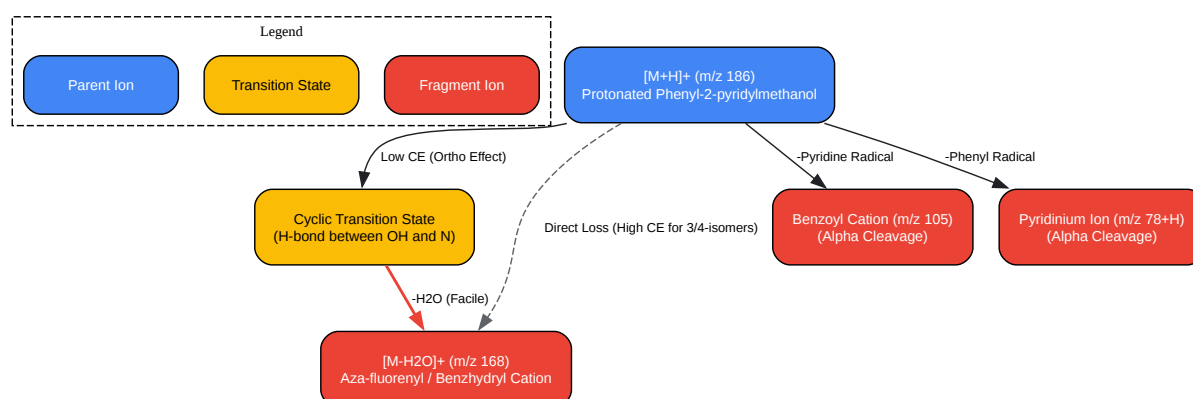 Legend
Parent Ion
Transition State
Fragment Ion
[M+H]+ (m/z 186)
Protonated Phenyl-2-pyridylmethanol
Low CE (Ortho Effect)
-Pyridine Radical
-Phenyl Radical
Cyclic Transition State
(H-bond between OH and N)
Direct Loss (High CE for 3/4-isomers)
Benzoyl Cation (m/z 105)
(Alpha Cleavage)
Pyridinium Ion (m/z 78+H)
(Alpha Cleavage)
-H2O (Facile)
[M-H2O]+ (m/z 168)
Aza-fluorenyl / Benzhydryl Cation